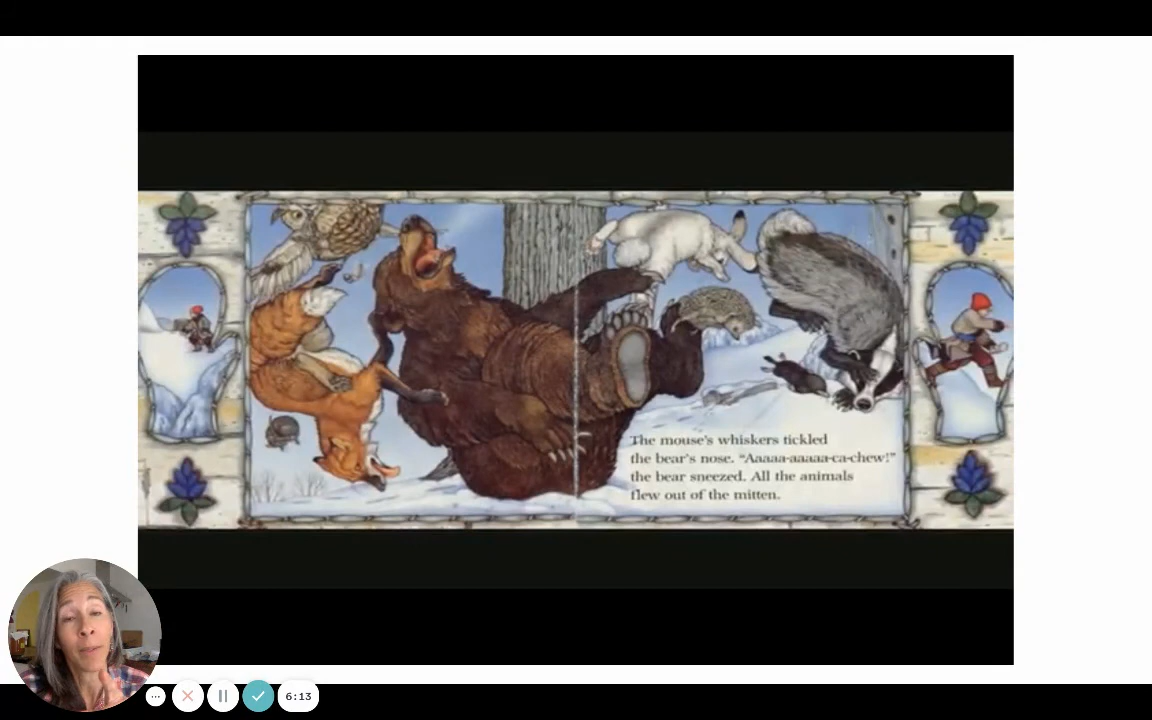 The mouse's whiskers tickled
the bear's nose. “Aaaaa-aaaaa-ca-chew!”
the bear sneezed. All the animals
flew out of the mitten.
6:13